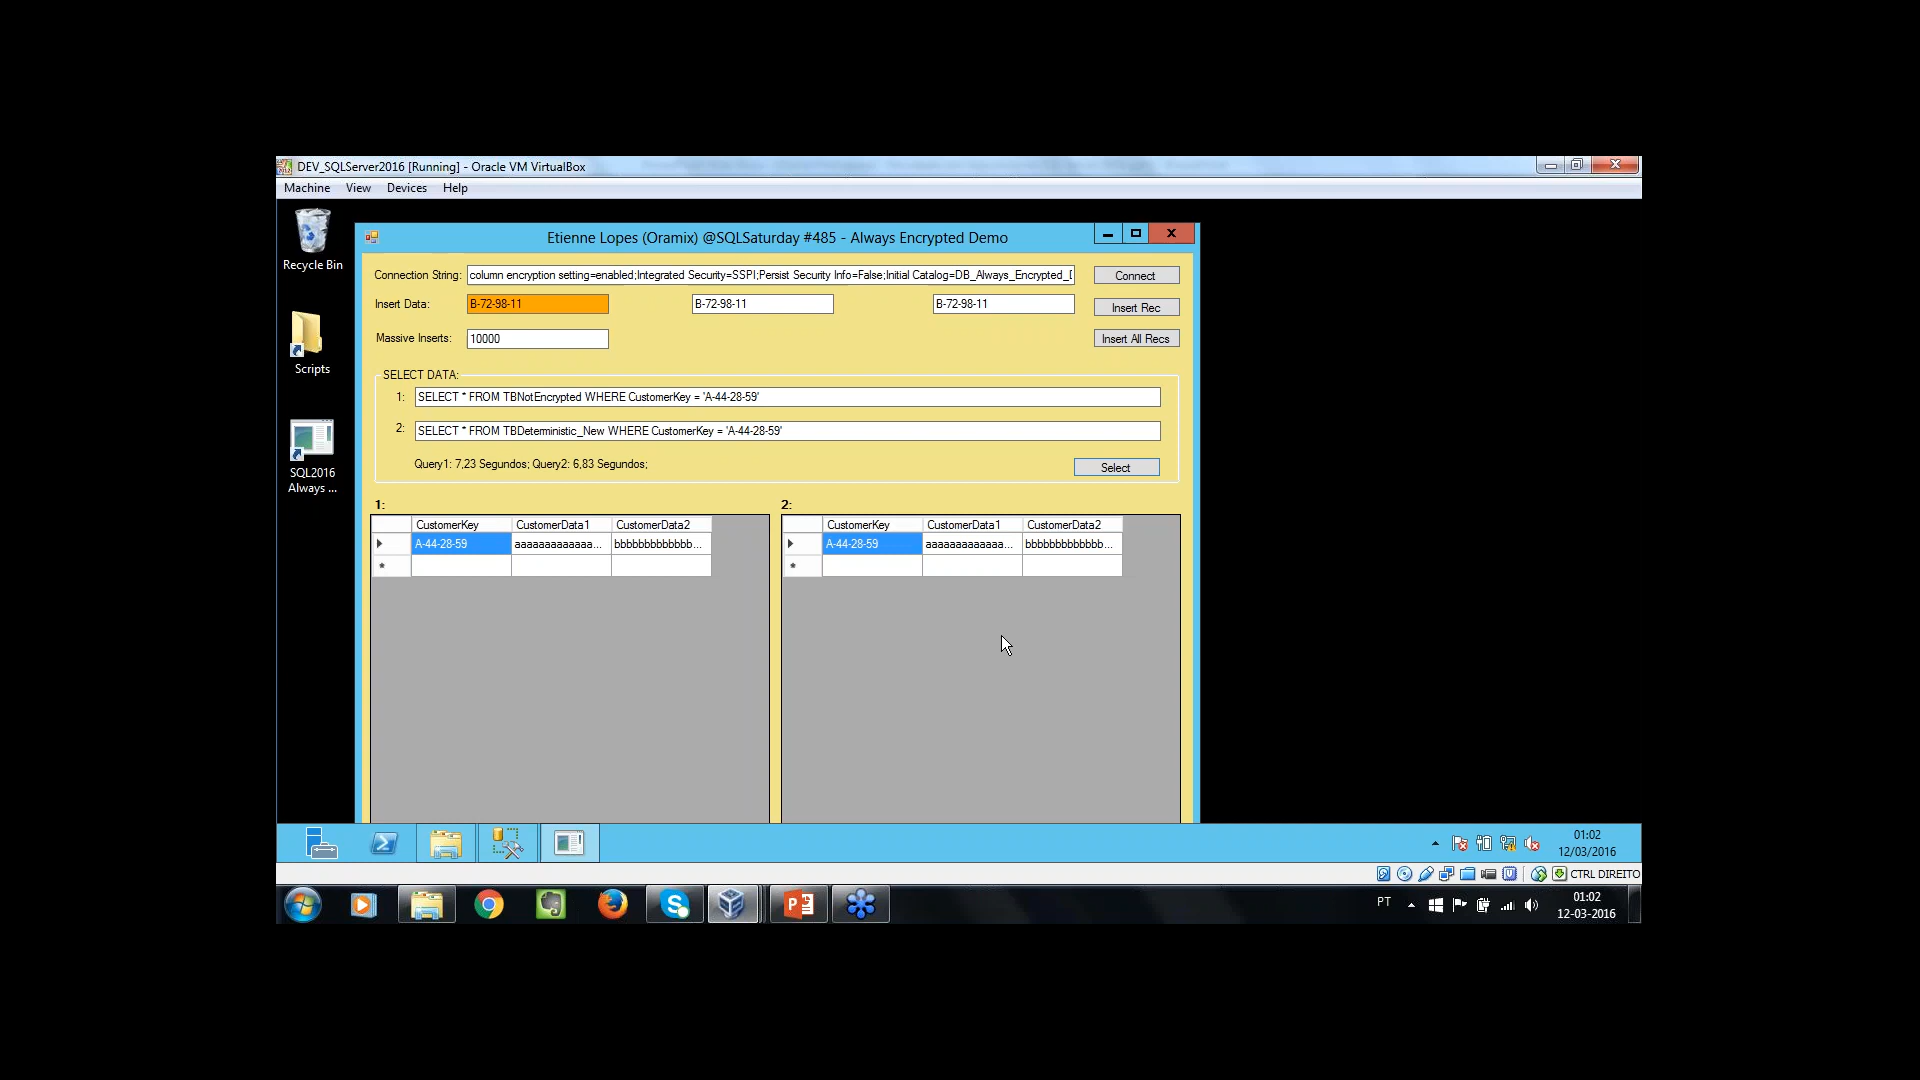 DEV_SQLServer2016 [Running] - Oracle VM VirtualBox
Machine View Devices Help
Recycle Bin
Scripts
SQL2016
Always ...
Etienne Lopes (Oramix) @SQLSaturday #485 - Always Encrypted Demo
Connection String: column encryption setting=enabled;Integrated Security=SSPI;Persist Security Info=False;Initial Catalog=DB_Always_Encrypted_ Connect
Insert Data: B-72-98-11 B-72-98-11 B-72-98-11 Insert Rec
Massive Inserts: 10000 Insert All Recs
SELECT DATA:
1: SELECT * FROM TBNotEncrypted WHERE CustomerKey = 'A-44-28-59'
2: SELECT * FROM TBDeterministic_New WHERE CustomerKey = 'A-44-28-59'
Query1: 7,23 Segundos; Query2: 6,83 Segundos; Select
1: 2:
CustomerKey CustomerData1 CustomerData2 CustomerKey CustomerData1 CustomerData2
A-44-28-59 aaaaaaaaaaaaa... bbbbbbbbbbbbb... A-44-28-59 aaaaaaaaaaaaa... bbbbbbbbbbbbb...
01:02
12/03/2016
CTRL DIREITO
PT
01:02
12-03-2016